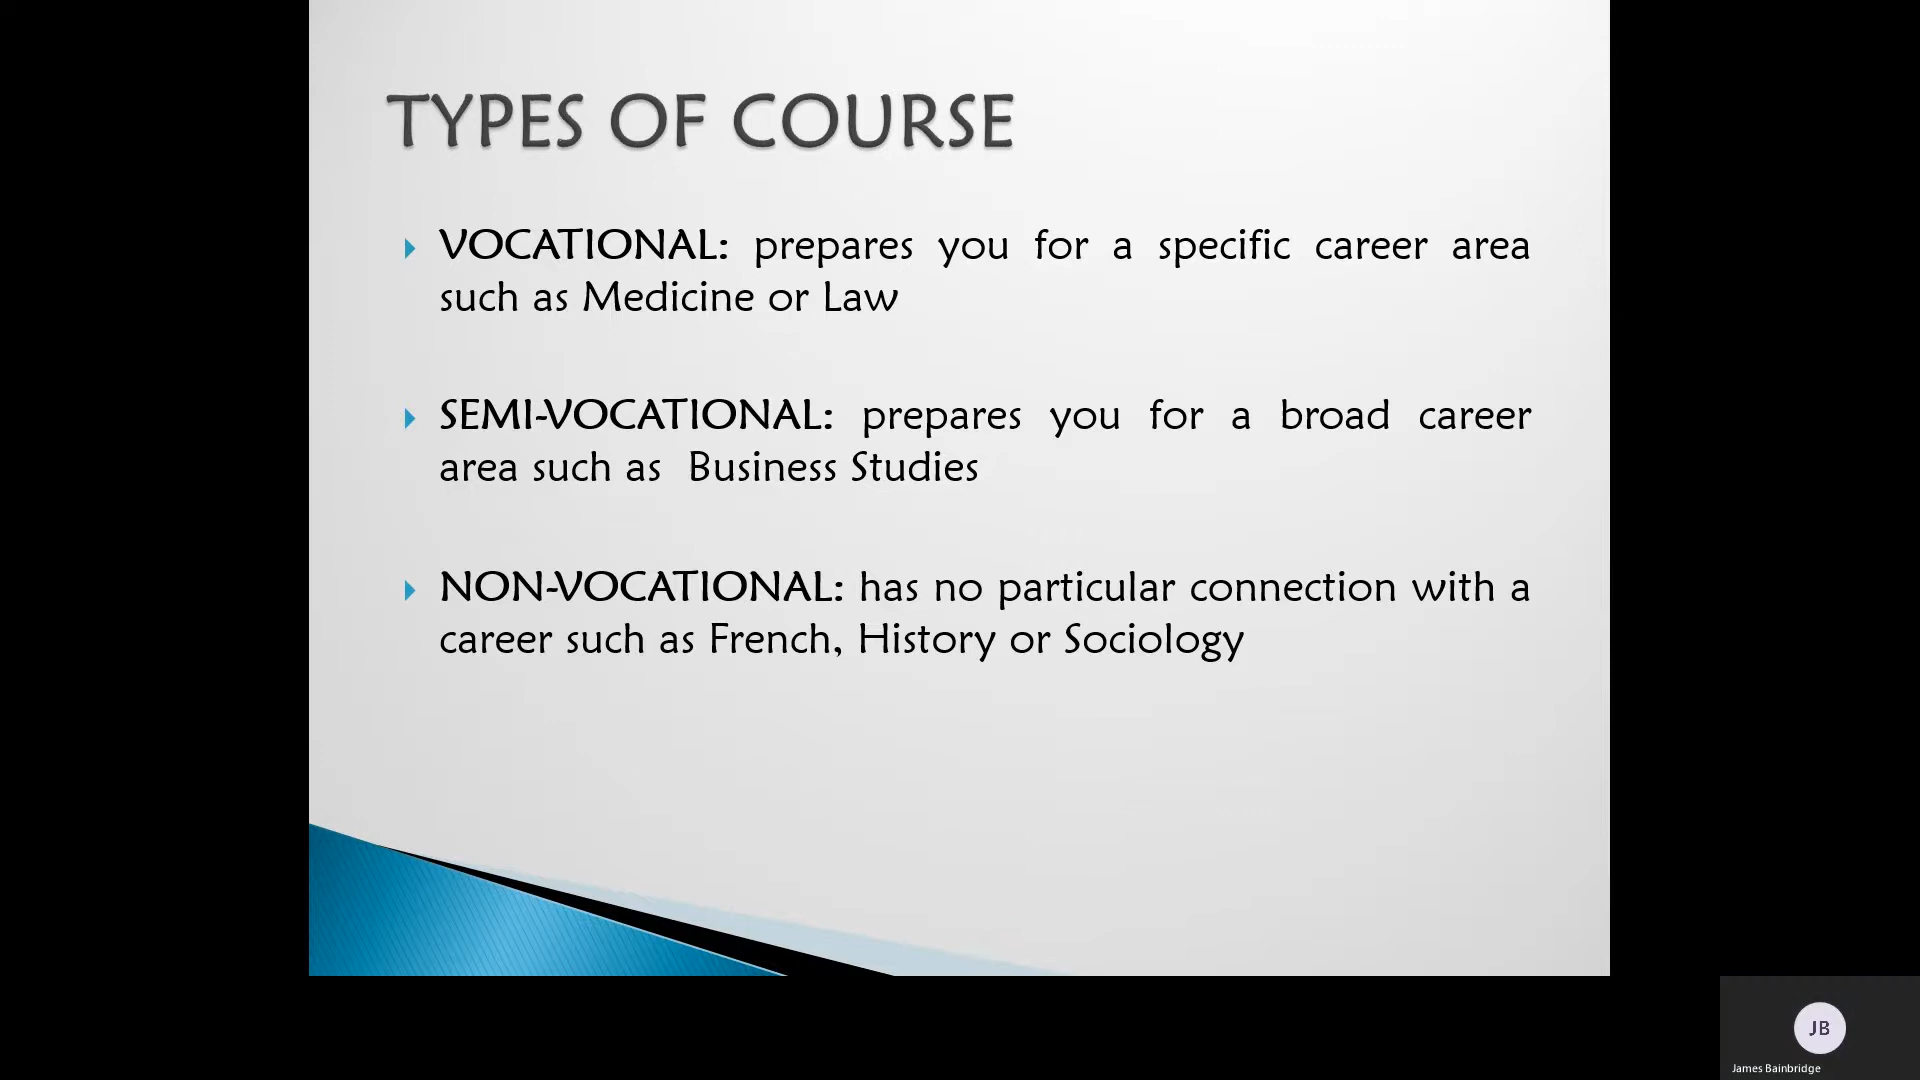 TYPES OF COURSE
VOCATIONAL: prepares you for a specific career area
such as Medicine or Law
SEMI-VOCATIONAL: prepares you for a broad career
area such as  Business Studies
NON-VOCATIONAL: has no particular connection with a
career such as French, History or Sociology
JB
James Bainbridge